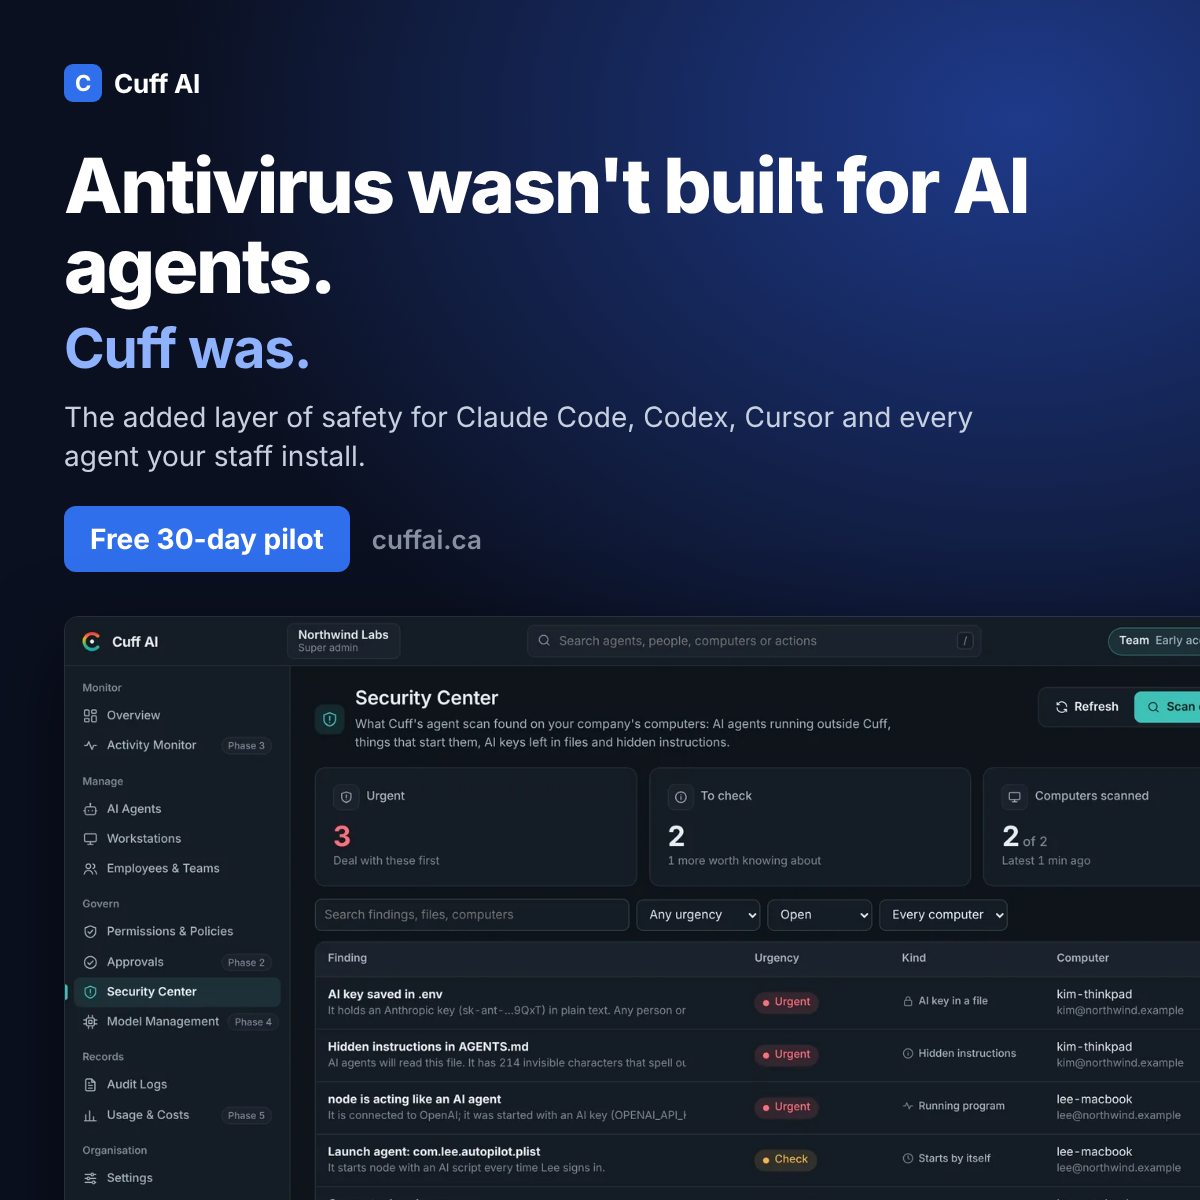 C Cuff AI
Antivirus wasn't built for AI
agents.
Cuff was.
The added layer of safety for Claude Code, Codex, Cursor and every
agent your staff install.
Free 30-day pilot cuffai.ca
Cuff AI
Northwind Labs
Super admin
Search agents, people, computers or actions /
Team Early acc
Monitor
Overview
Activity Monitor Phase 3
Manage
AI Agents
Workstations
Employees & Teams
Govern
Permissions & Policies
Approvals Phase 2
Security Center
Model Management Phase 4
Records
Audit Logs
Usage & Costs Phase 5
Organisation
Settings
Security Center
What Cuff's agent scan found on your company's computers: AI agents running outside Cuff,
things that start them, AI keys left in files and hidden instructions.
Refresh
Scan
Urgent
3
Deal with these first
To check
2
1 more worth knowing about
Computers scanned
2 of 2
Latest 1 min ago
Search findings, files, computers
Any urgency
Open
Every computer
Finding Urgency Kind Computer
AI key saved in .env
It holds an Anthropic key (sk-ant-...9QxT) in plain text. Any person or
Urgent
AI key in a file
kim-thinkpad
kim@northwind.example
Hidden instructions in AGENTS.md
AI agents will read this file. It has 214 invisible characters that spell ou
Urgent
Hidden instructions
kim-thinkpad
kim@northwind.example
node is acting like an AI agent
It is connected to OpenAI; it was started with an AI key (OPENAI_API_K
Urgent
Running program
lee-macbook
lee@northwind.example
Launch agent: com.lee.autopilot.plist
It starts node with an AI script every time Lee signs in.
Check
Starts by itself
lee-macbook
lee@northwind.example